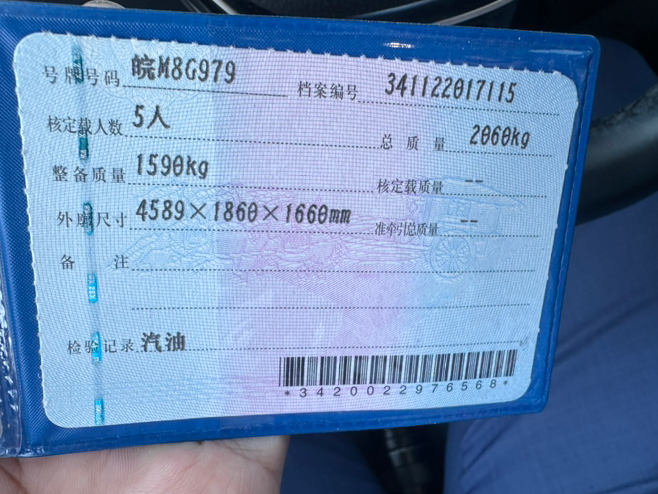 号牌号码 皖M8G979 档案编号 341122017115
核定载人数 5人 总质量 2060kg
整备质量 1590kg 核定载质量 --
外廓尺寸 4589×1860×1660mm 准牵引总质量 --
备注
检验记录 汽油
*3420022976568*